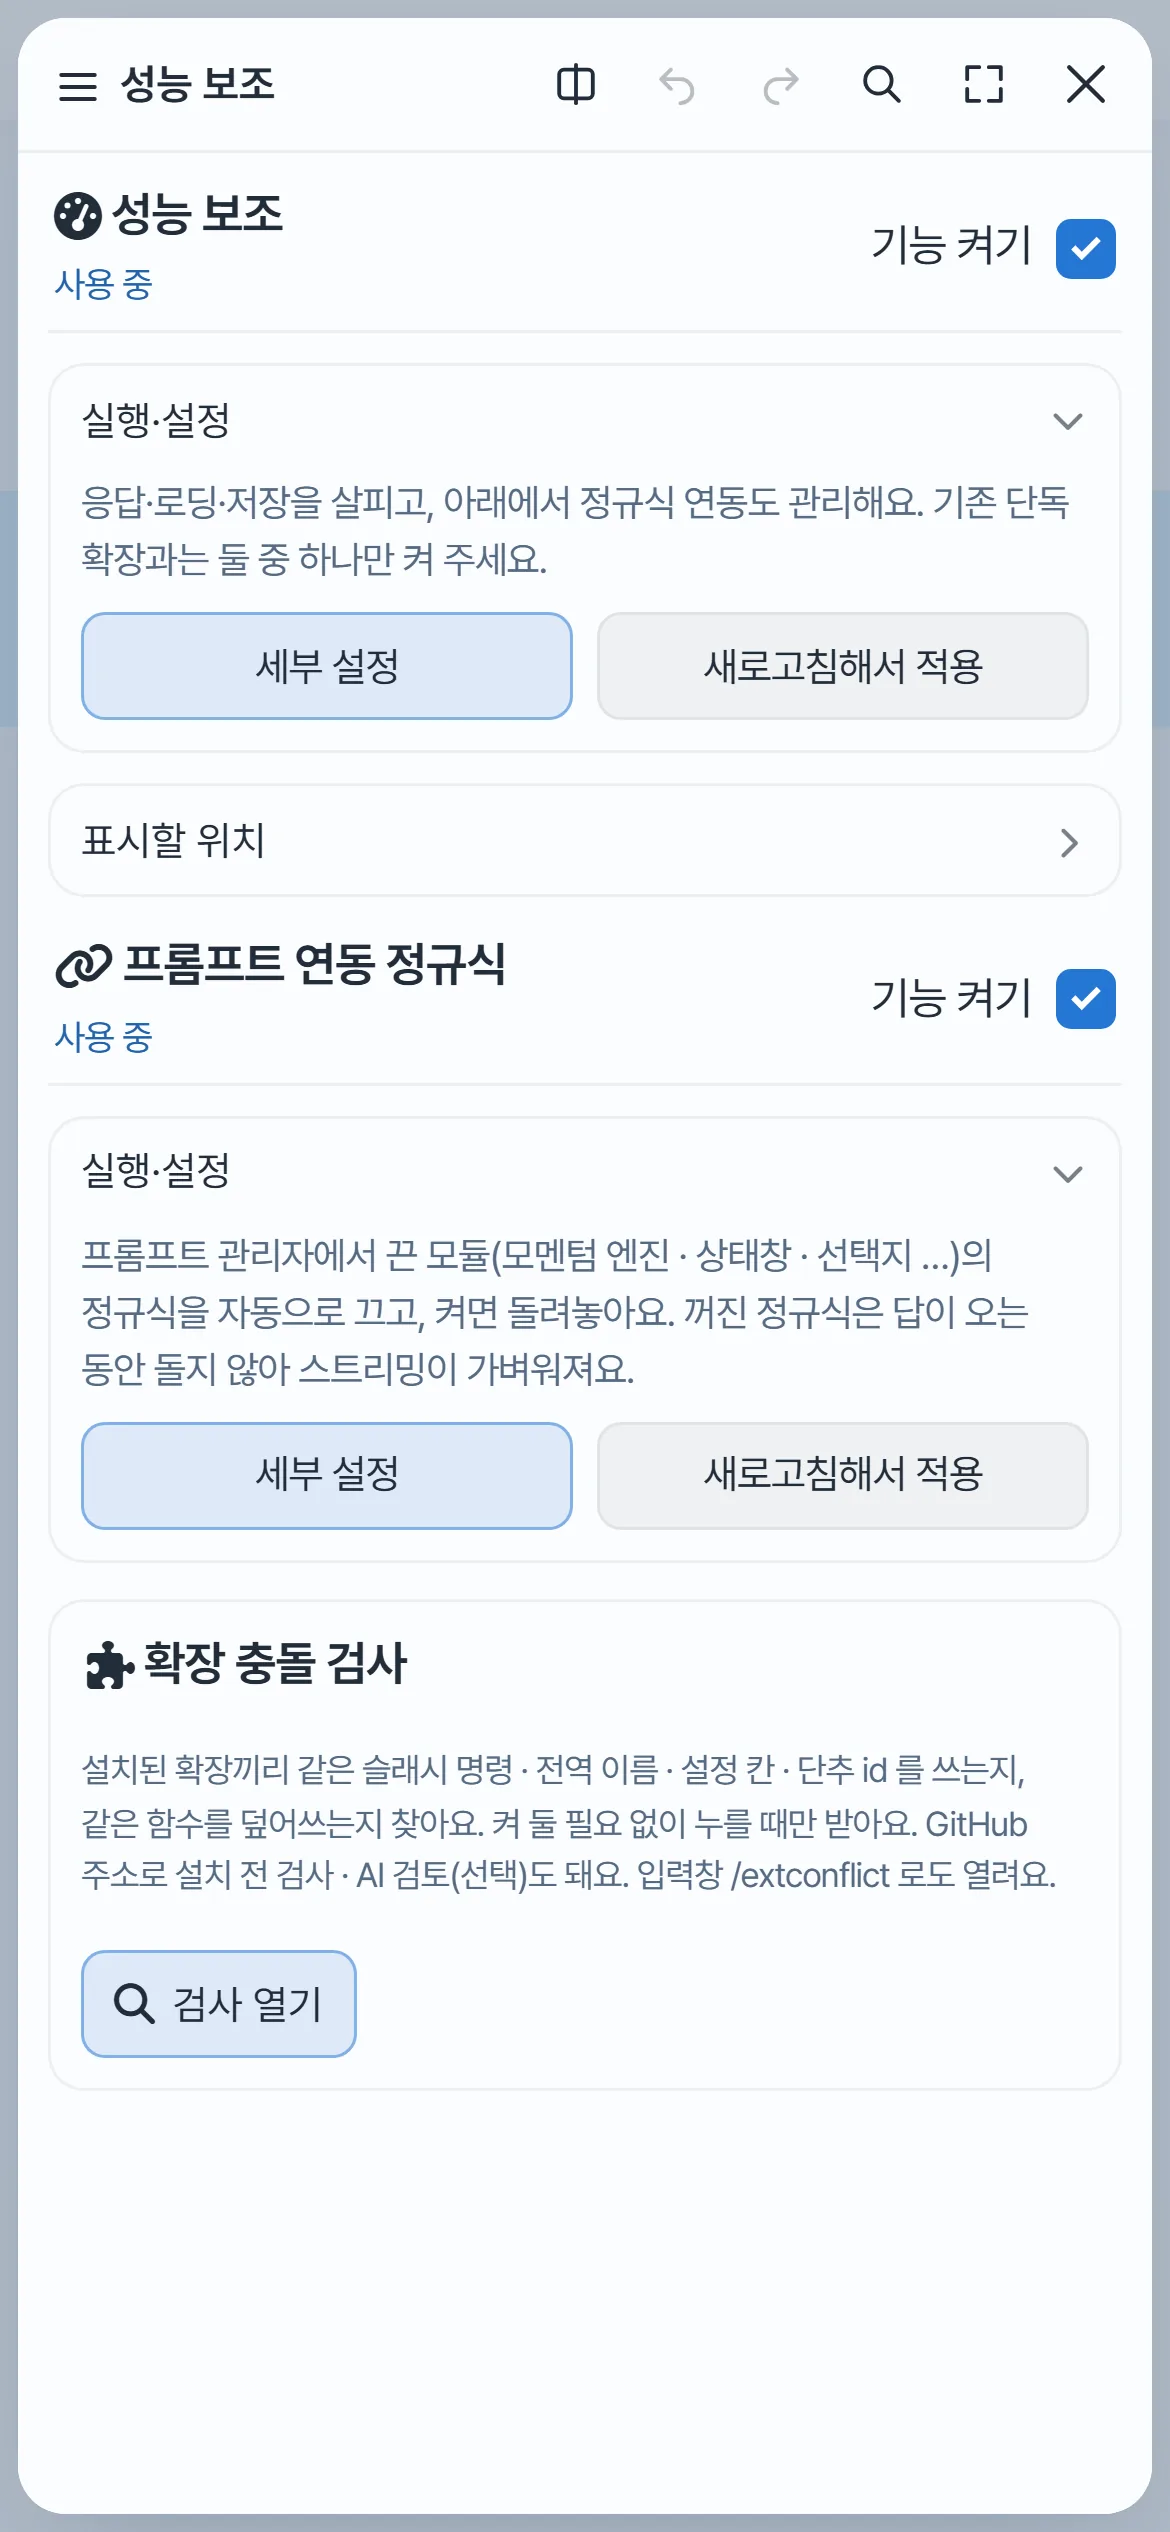 성능 보조
성능 보조
기능 켜기
사용 중
실행·설정
응답·로딩·저장을 살피고, 아래에서 정규식 연동도 관리해요. 기존 단독
확장과는 둘 중 하나만 켜 주세요.
세부 설정
새로고침해서 적용
표시할 위치
프롬프트 연동 정규식
기능 켜기
사용 중
실행·설정
프롬프트 관리자에서 끈 모듈(모멘텀 엔진 · 상태창 · 선택지 …)의
정규식을 자동으로 끄고, 켜면 돌려놓아요. 꺼진 정규식은 답이 오는
동안 돌지 않아 스트리밍이 가벼워져요.
세부 설정
새로고침해서 적용
확장 충돌 검사
설치된 확장끼리 같은 슬래시 명령 · 전역 이름 · 설정 칸 · 단추 id 를 쓰는지,
같은 함수를 덮어쓰는지 찾아요. 켜 둘 필요 없이 누를 때만 받아요. GitHub
주소로 설치 전 검사 · AI 검토(선택)도 돼요. 입력창 /extconflict 로도 열려요.
검사 열기